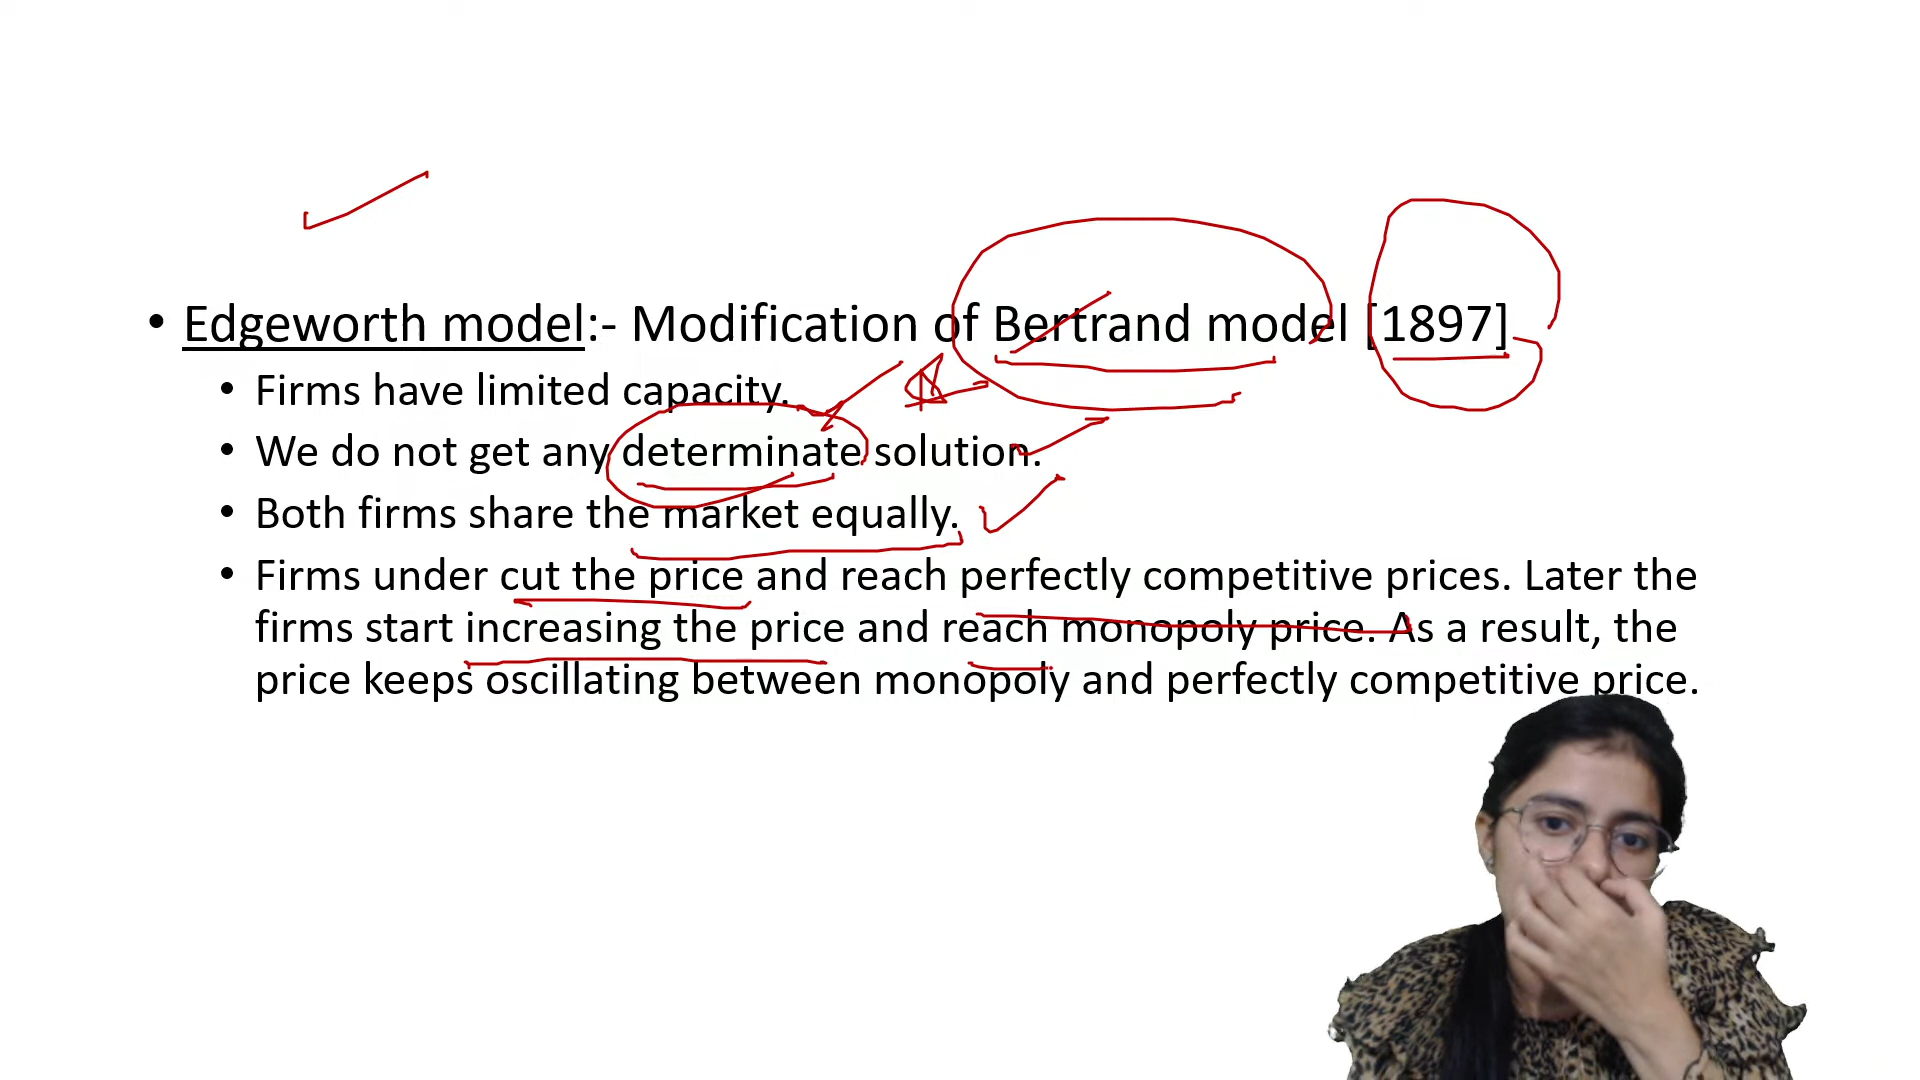 • Edgeworth model:- Modification of Bertrand model [1897]
• Firms have limited capacity.
• We do not get any determinate solution.
• Both firms share the market equally.
• Firms under cut the price and reach perfectly competitive prices. Later the
firms start increasing the price and reach monopoly price. As a result, the
price keeps oscillating between monopoly and perfectly competitive price.